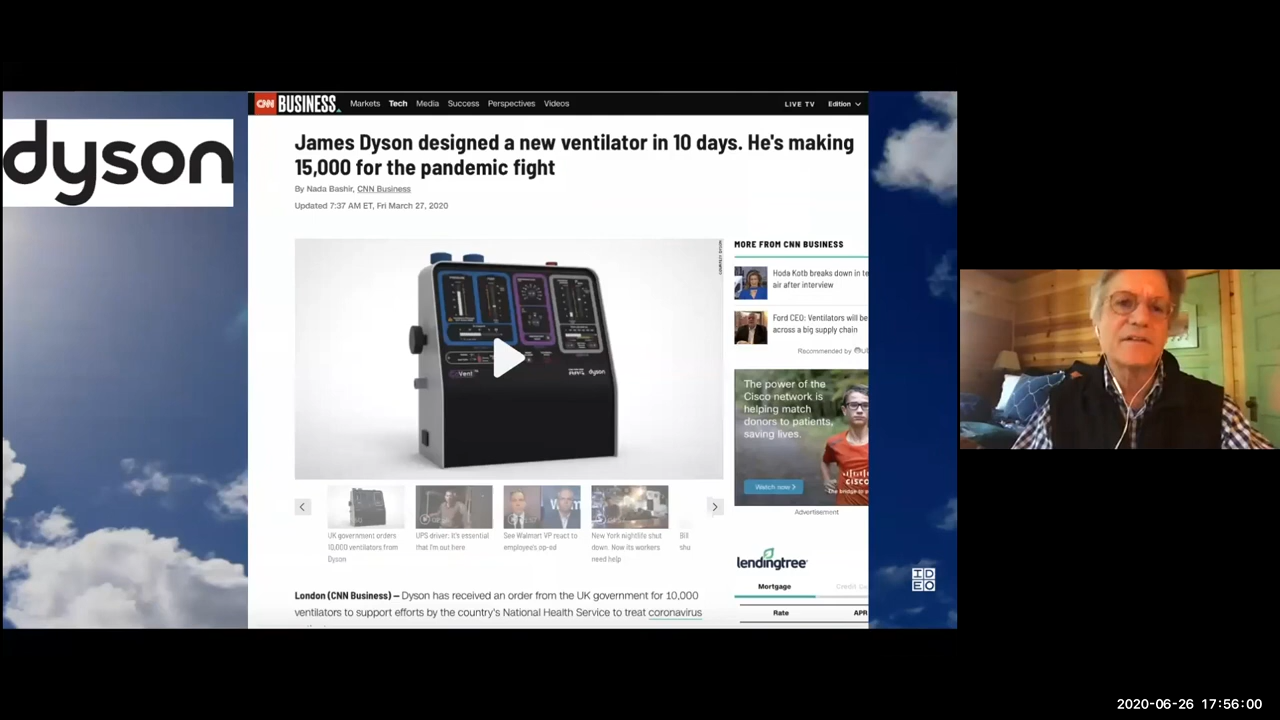 dyson
CNN BUSINESS Markets Tech Media Success Perspectives Videos LIVE TV Edition
James Dyson designed a new ventilator in 10 days. He's making
15,000 for the pandemic fight
By Nada Bashir, CNN Business
Updated 7:37 AM ET, Fri March 27, 2020
dyson
UK government orders
10,000 ventilators from
Dyson
UPS driver: It's essential
that I'm out here
See Walmart VP react to
employee's op-ed
New York nightlife shut
down. Now its workers
need help
Bill
shu
London (CNN Business) – Dyson has received an order from the UK government for 10,000
ventilators to support efforts by the country's National Health Service to treat coronavirus
MORE FROM CNN BUSINESS
Hoda Kotb breaks down in te
air after interview
Ford CEO: Ventilators will be
across a big supply chain
Recommended by
The power of the
Cisco network is
helping match
donors to patients,
saving lives.
Watch now
CISCO
Advertisement
lendingtree
Mortgage
Rate APR
IDEO
2020-06-26 17:56:00